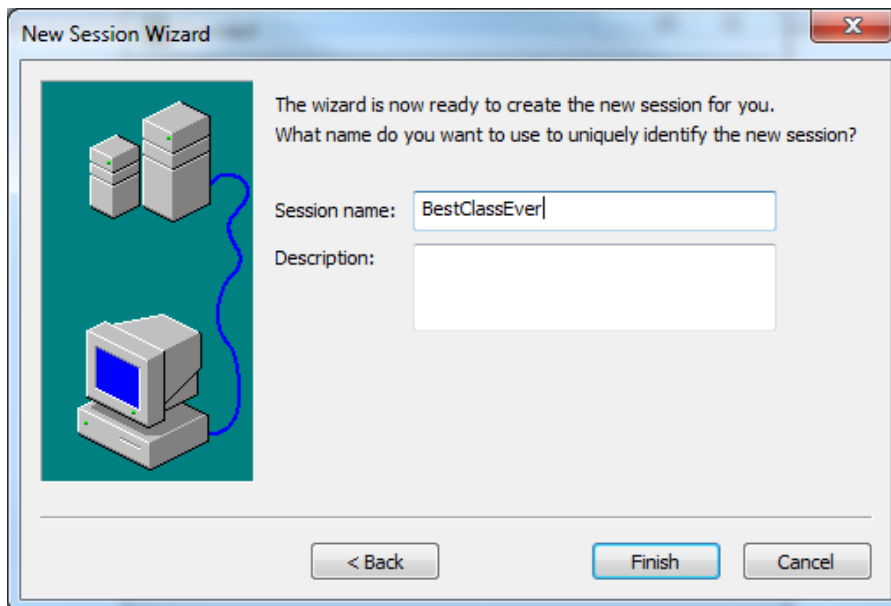 New Session Wizard
The wizard is now ready to create the new session for you.
What name do you want to use to uniquely identify the new session?
Session name: BestClassEver
Description:
< Back Finish Cancel